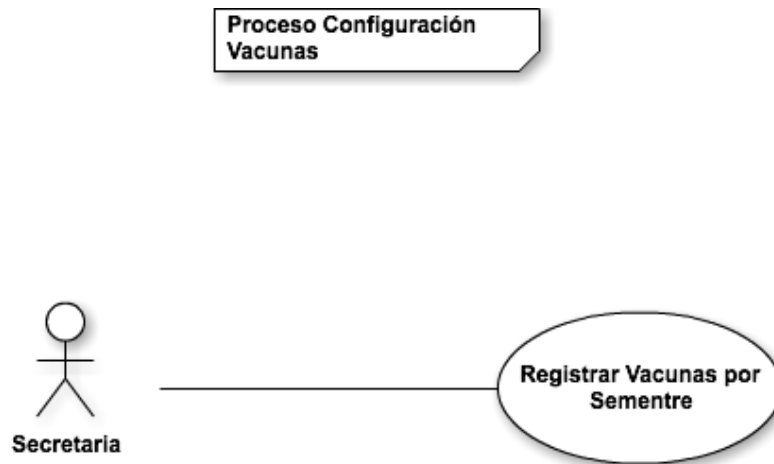 Proceso Configuración
Vacunas
Registrar Vacunas por
Sementre
Secretaria